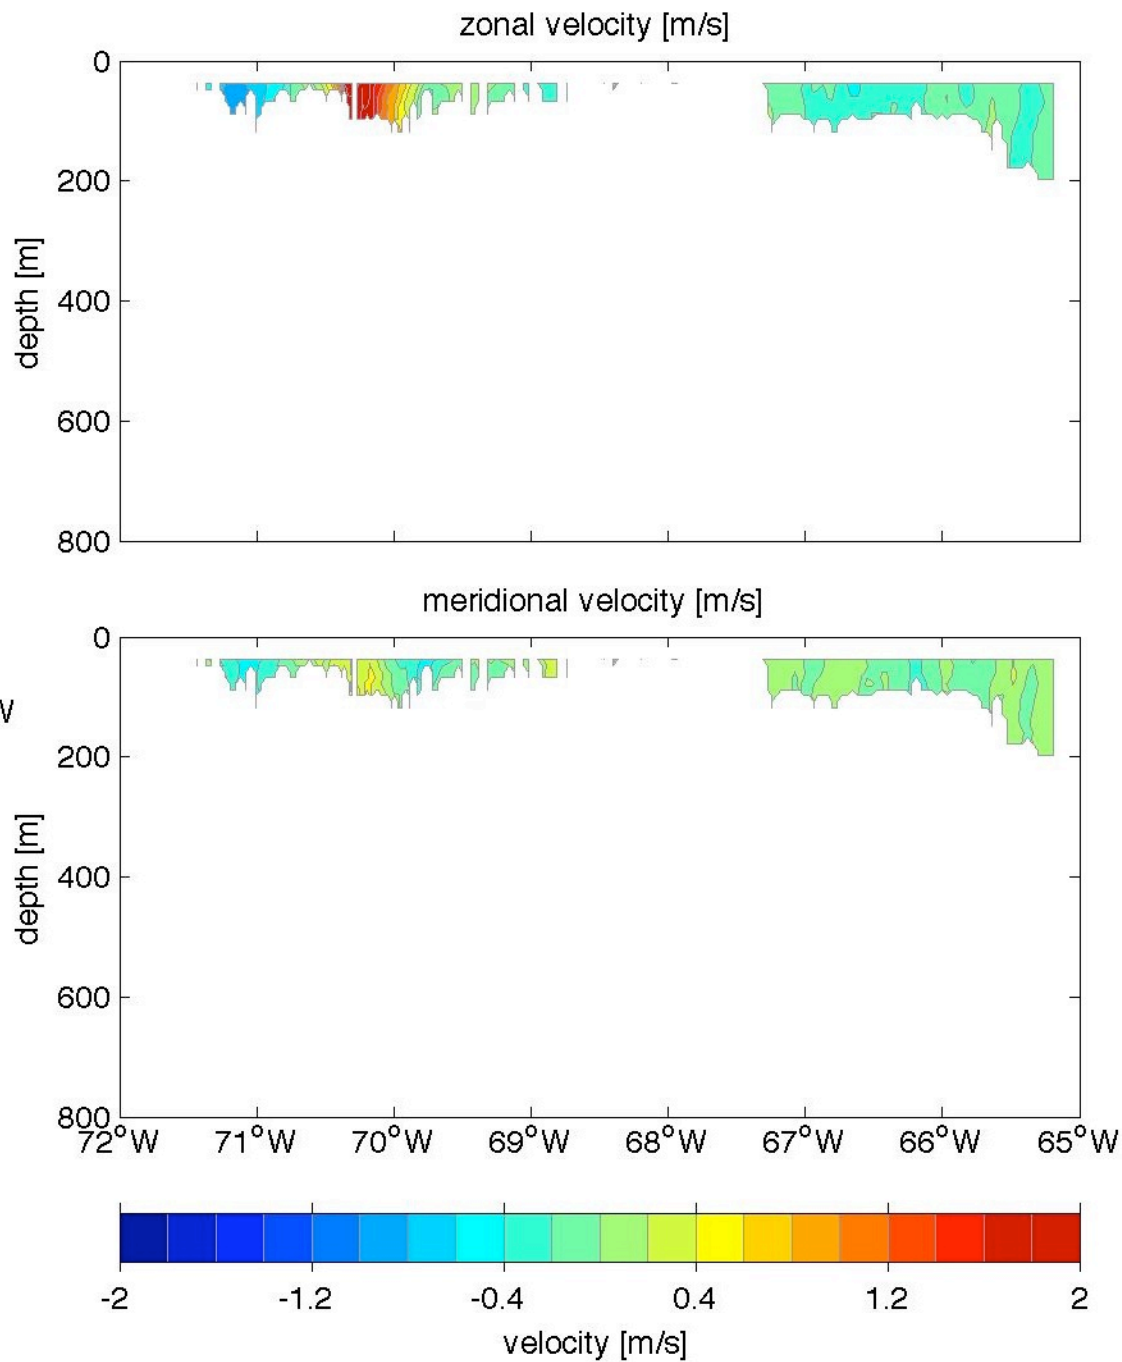 zonal velocity [m/s]
0
200
400
600
800
depth [m]
meridional velocity [m/s]
0
200
400
600
800
depth [m]
W
72°W 71°W 70°W 69°W 68°W 67°W 66°W 65°W
-2 -1.2 -0.4 0.4 1.2 2
velocity [m/s]